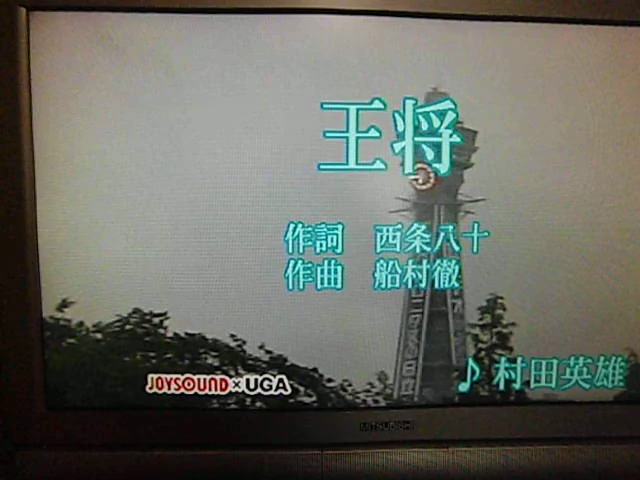 王将
作詞 西条八十
作曲 船村徹
♪ 村田英雄
JOYSOUND × UGA
MITSUBISHI